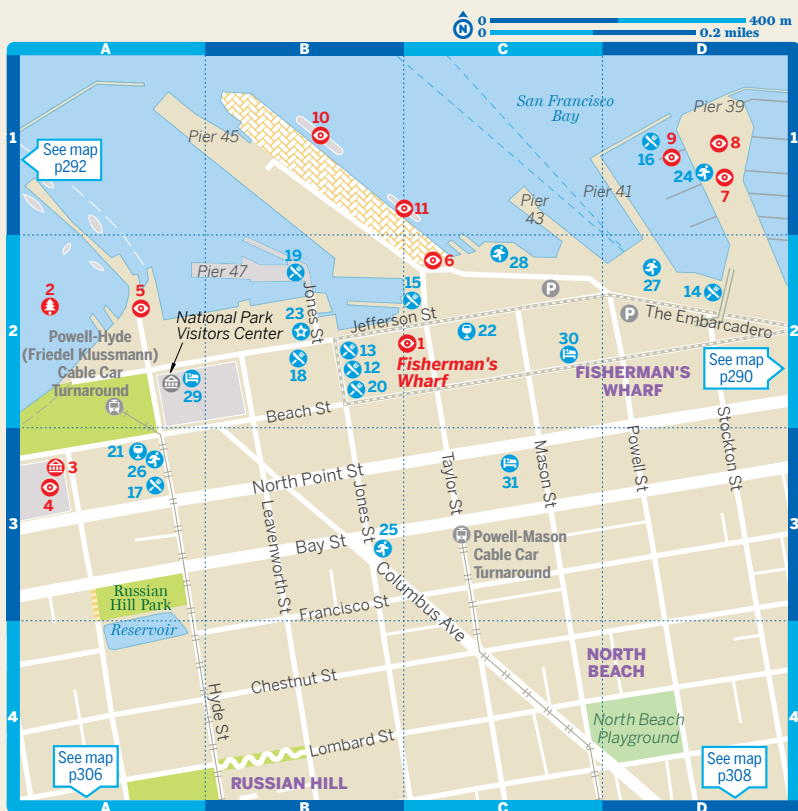 0 400 m
N 0 0.2 miles
A B C D
San Francisco
Bay
Pier 39
1 10 9 8 1
Pier 45
16
See map
p292
24
7
Pier 41
Pier
43
11
6
28
19
Pier 47
2 5 15 27 14
P
P
Jones St
23
Jefferson St
22
The Embarcadero
National Park
Visitors Center
2 2
Powell-Hyde
(Friedel Klussmann)
Cable Car
Turnaround
1
13
12
18
30
Fisherman's
Wharf
20
29
FISHERMAN'S
WHARF
See map
p290
Beach St
Stockton St
Powell St
Mason St
Taylor St
21
26
17
3
4
North Point St
31
Jones St
Leavenworth St
3 3
25
Bay St
Powell-Mason
Cable Car
Turnaround
Columbus Ave
Russian
Hill Park
Francisco St
Reservoir
NORTH
BEACH
Chestnut St
Hyde St
4 4
North Beach
Playground
Lombard St
See map
p306
See map
p308
RUSSIAN HILL
A B C D